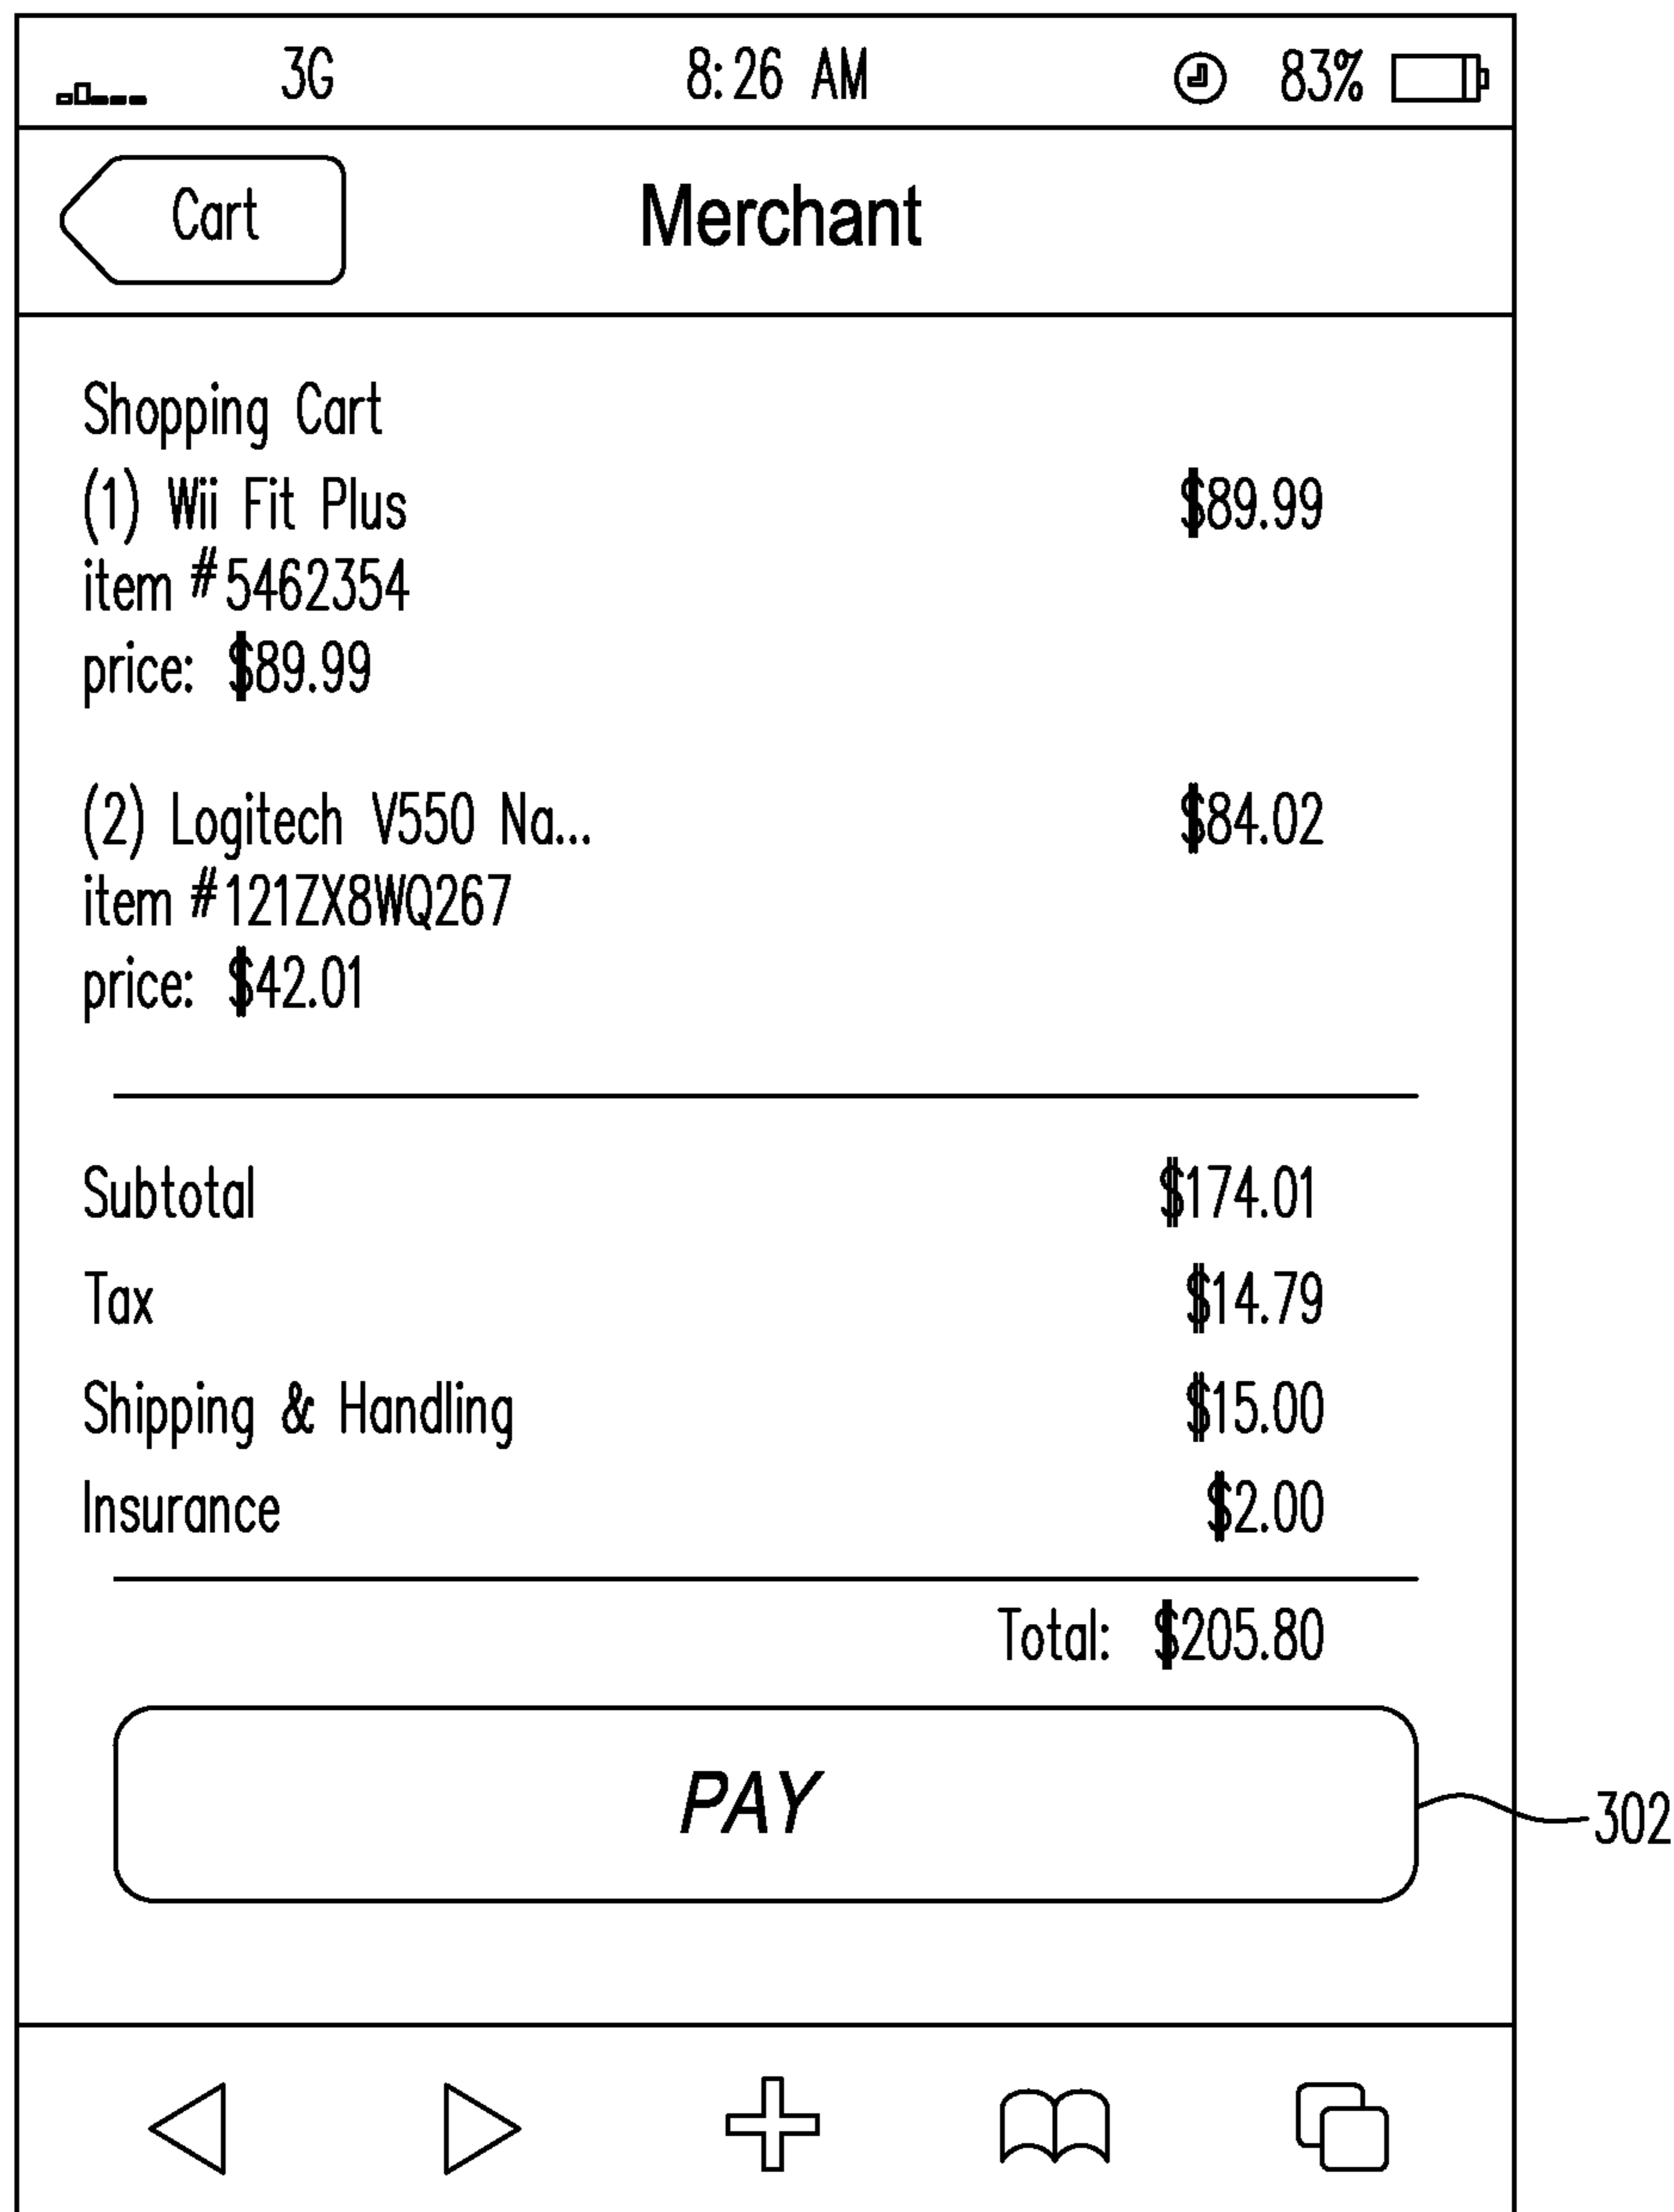 3G 8:26 AM 83%
Cart Merchant
Shopping Cart
(1) Wii Fit Plus $89.99
item #5462354
price: $89.99
(2) Logitech V550 Na... $84.02
item #121ZX8WQ267
price: $42.01
Subtotal $174.01
Tax $14.79
Shipping & Handling $15.00
Insurance $2.00
Total: $205.80
PAY
302